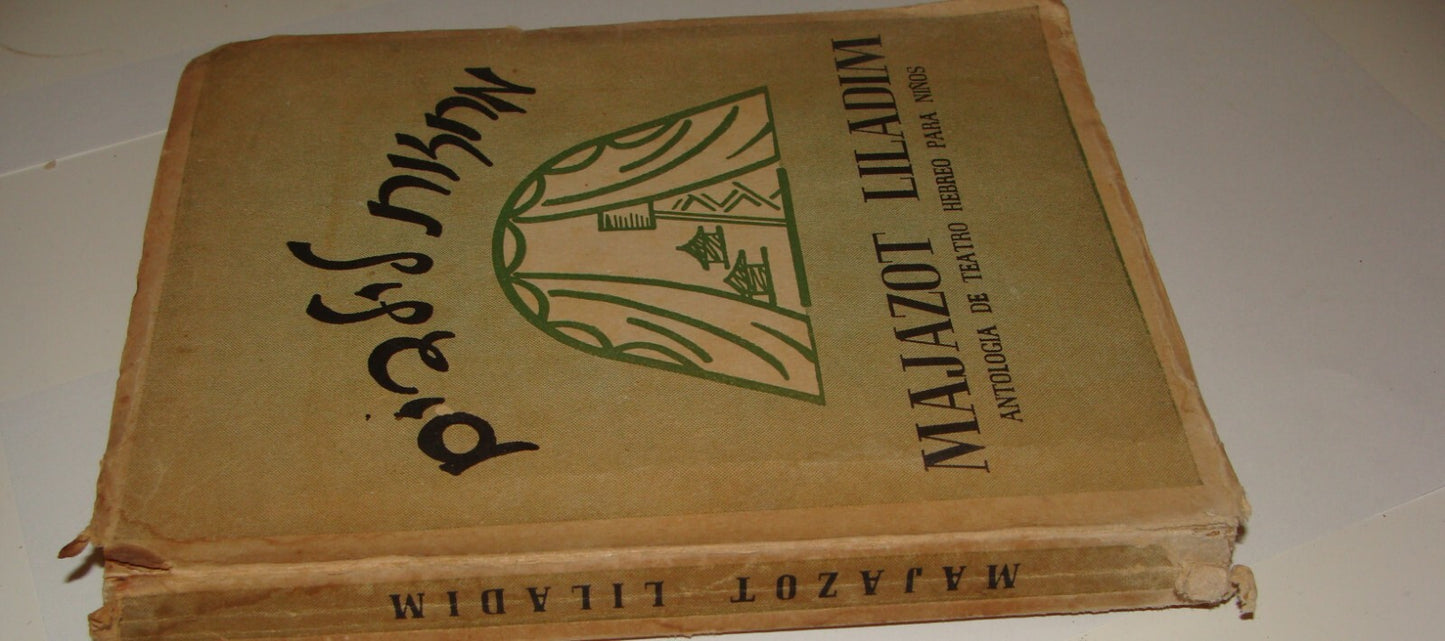 מחזות לילדים
MAJAZOT LILADIM
ANTOLOGIA DE TEATRO HEBREO PARA NIÑOS
MAJAZOT LILADIM